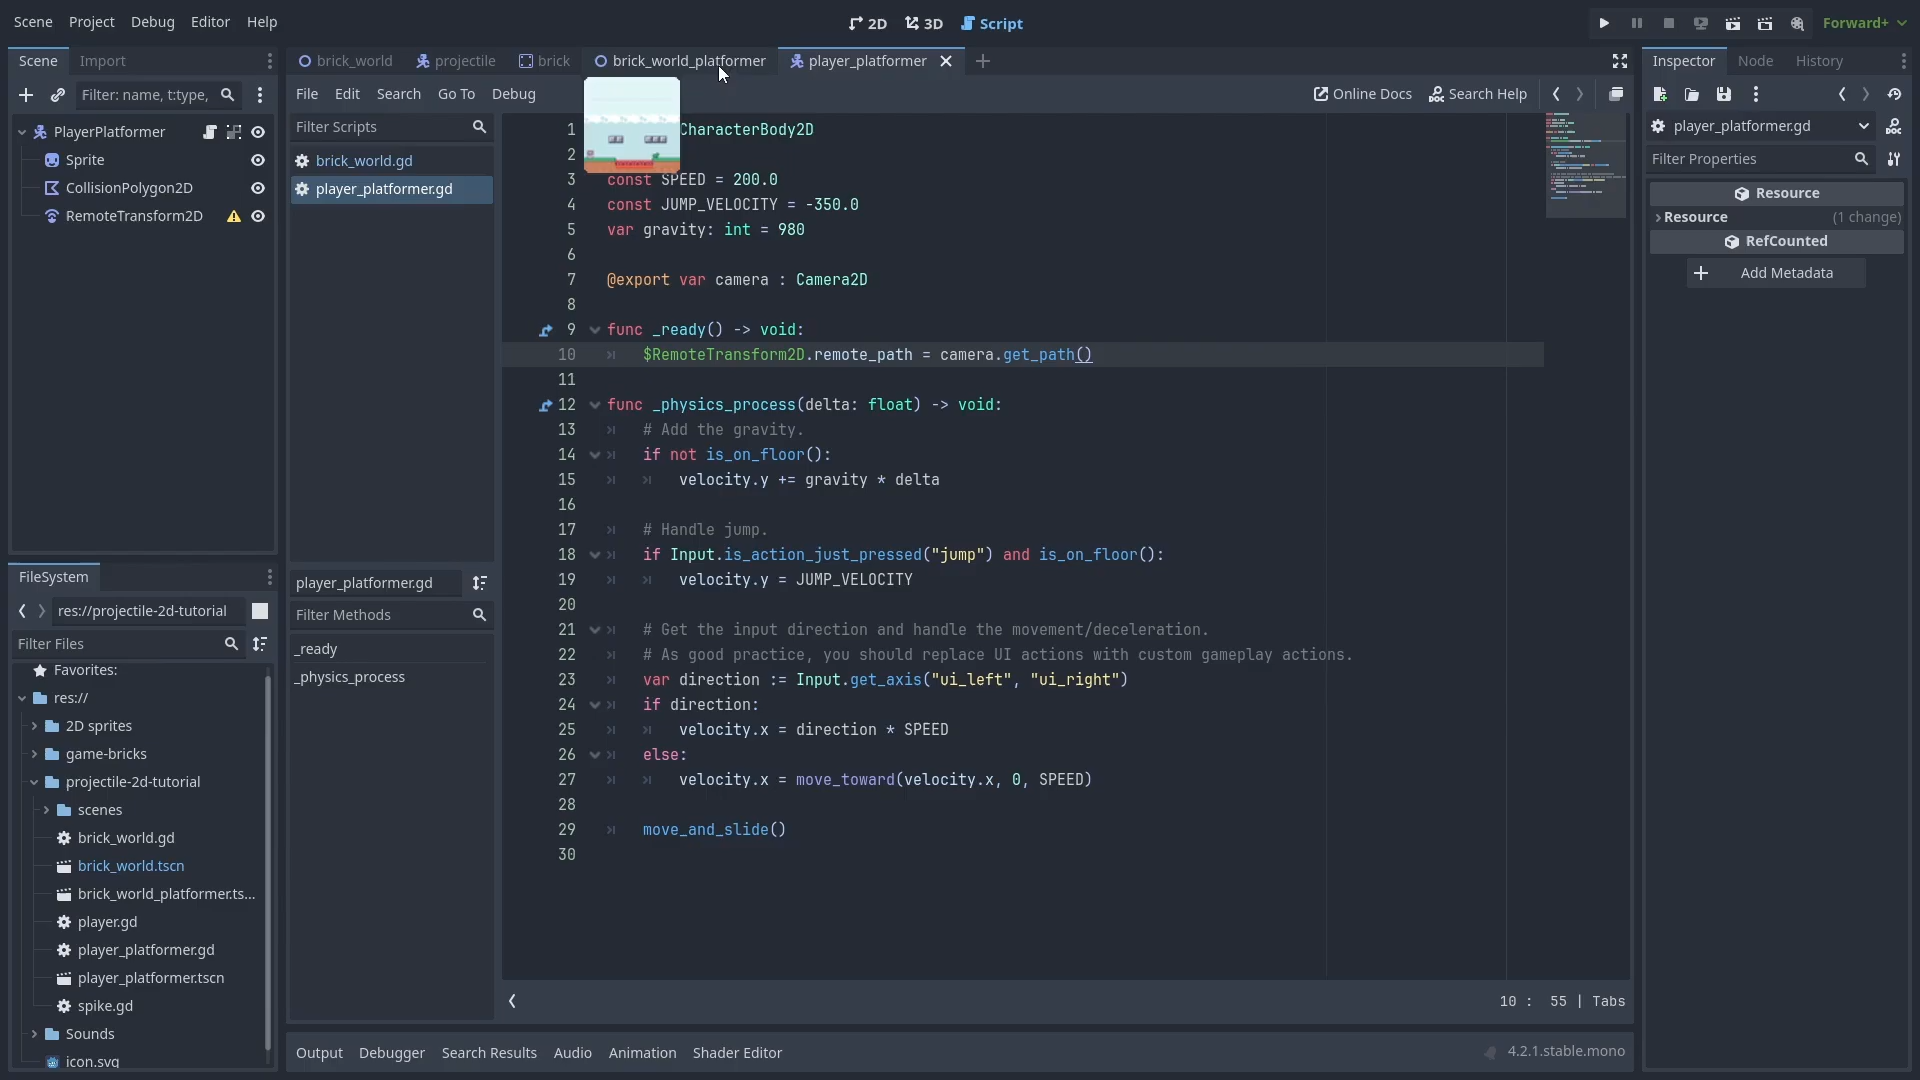 Scene Project Debug Editor Help
2D 3D Script
Forward+
Scene Import
brick_world projectile brick brick_world_platformer player_platformer
Inspector Node History
Filter: name, t:type,
File Edit Search Go To Debug
Online Docs Search Help
PlayerPlatformer
Sprite
CollisionPolygon2D
RemoteTransform2D
Filter Scripts
brick_world.gd
player_platformer.gd
player_platformer.gd
Filter Methods
_ready
_physics_process
1 CharacterBody2D
2
3 const SPEED = 200.0
4 const JUMP_VELOCITY = -350.0
5 var gravity: int = 980
6
7 @export var camera : Camera2D
8
9 func _ready() -> void:
10 $RemoteTransform2D.remote_path = camera.get_path()
11
12 func _physics_process(delta: float) -> void:
13 # Add the gravity.
14 if not is_on_floor():
15 velocity.y += gravity * delta
16
17 # Handle jump.
18 if Input.is_action_just_pressed("jump") and is_on_floor():
19 velocity.y = JUMP_VELOCITY
20
21 # Get the input direction and handle the movement/deceleration.
22 # As good practice, you should replace UI actions with custom gameplay actions.
23 var direction := Input.get_axis("ui_left", "ui_right")
24 if direction:
25 velocity.x = direction * SPEED
26 else:
27 velocity.x = move_toward(velocity.x, 0, SPEED)
28
29 move_and_slide()
30
10 : 55 | Tabs
player_platformer.gd
Filter Properties
Resource
Resource (1 change)
RefCounted
Add Metadata
FileSystem
res://projectile-2d-tutorial
Filter Files
Favorites:
res://
2D sprites
game-bricks
projectile-2d-tutorial
scenes
brick_world.gd
brick_world.tscn
brick_world_platformer.ts...
player.gd
player_platformer.gd
player_platformer.tscn
spike.gd
Sounds
icon.svg
Output Debugger Search Results Audio Animation Shader Editor
4.2.1.stable.mono